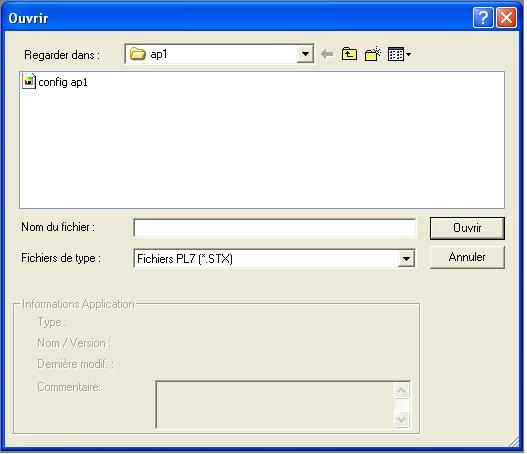 Ouvrir
Regarder dans :
ap1
config ap1
Nom du fichier :
Ouvrir
Fichiers de type :
Fichiers PL7 (*.STX)
Annuler
Informations Application
Type :
Nom / Version :
Dernière modif. :
Commentaire: